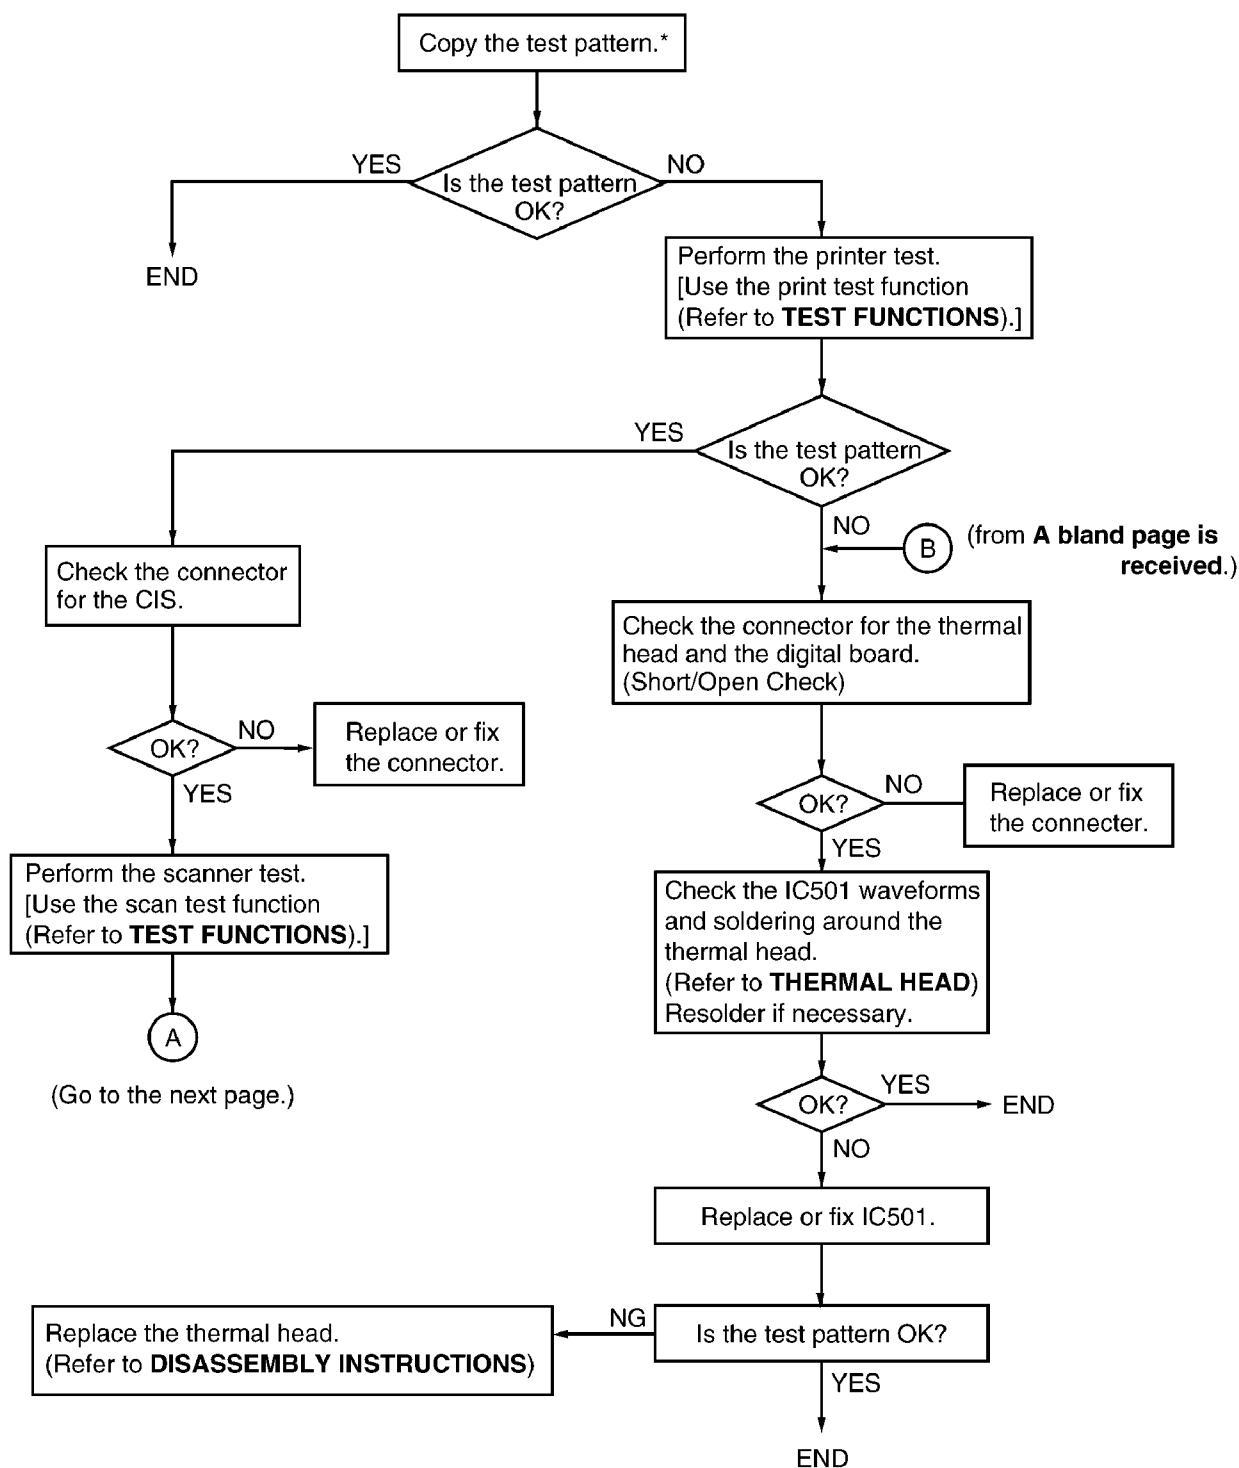 Copy the test pattern.*
YES
NO
Is the test pattern
OK?
END
Perform the printer test.
[Use the print test function
(Refer to TEST FUNCTIONS).]
YES
Is the test pattern
OK?
NO
B
(from A bland page is
received.)
Check the connector
for the CIS.
Check the connector for the thermal
head and the digital board.
(Short/Open Check)
OK?
NO
Replace or fix
the connector.
YES
OK?
NO
Replace or fix
the connecter.
YES
Perform the scanner test.
[Use the scan test function
(Refer to TEST FUNCTIONS).]
A
(Go to the next page.)
Check the IC501 waveforms
and soldering around the
thermal head.
(Refer to THERMAL HEAD)
Resolder if necessary.
OK?
YES
END
NO
Replace or fix IC501.
Is the test pattern OK?
NG
Replace the thermal head.
(Refer to DISASSEMBLY INSTRUCTIONS)
YES
END